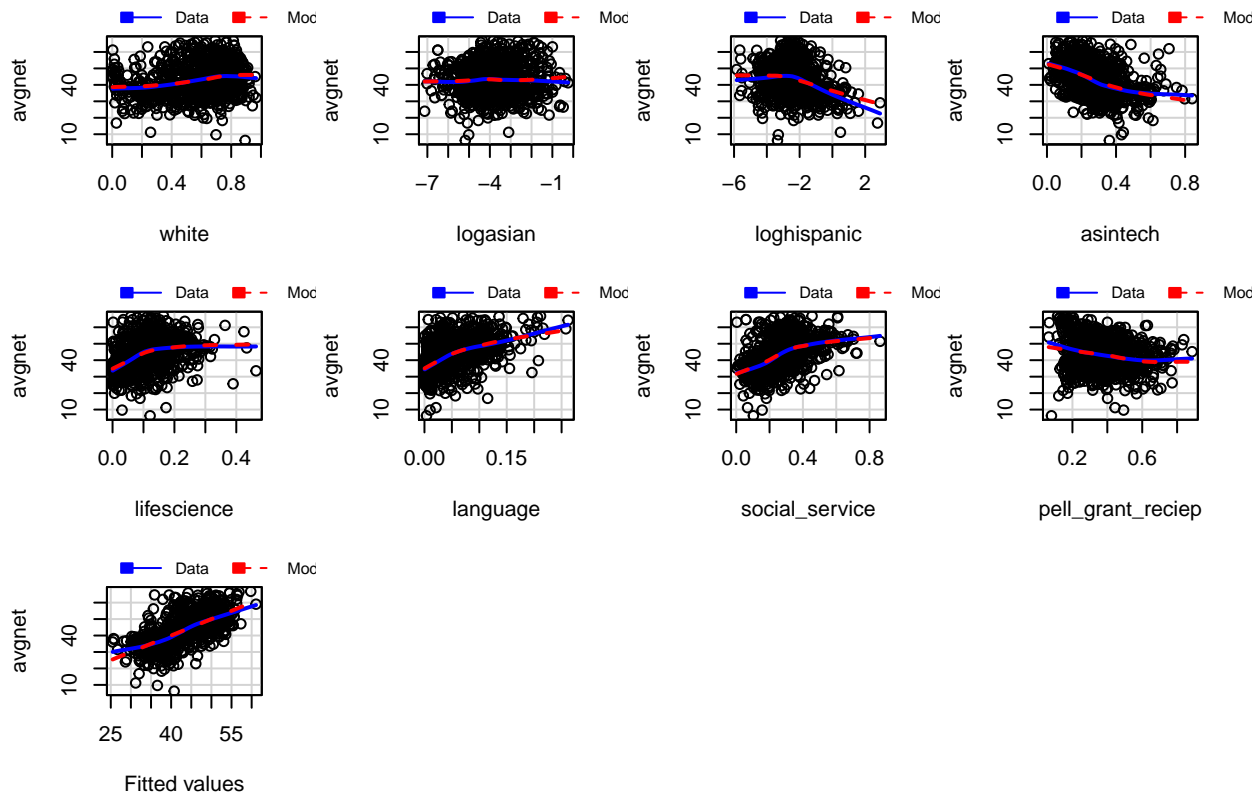 Data Mod
avgnet
10 40
0.0 0.4 0.8
white
Data Mod
avgnet
10 40
−7 −4 −1
logasian
Data Mod
avgnet
10 40
−6 −2 2
loghispanic
Data Mod
avgnet
10 40
0.0 0.4 0.8
asintech
Data Mod
avgnet
10 40
0.0 0.2 0.4
lifescience
Data Mod
avgnet
10 40
0.00 0.15
language
Data Mod
avgnet
10 40
0.0 0.4 0.8
social_service
Data Mod
avgnet
10 40
0.2 0.6
pell_grant_reciep
Data Mod
avgnet
10 40
25 40 55
Fitted values